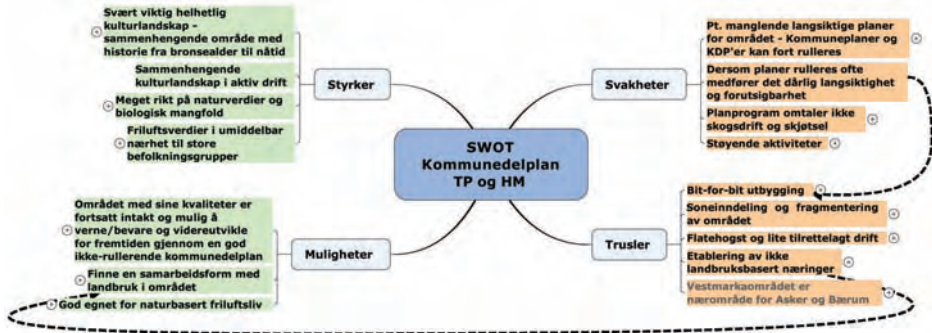 Svært viktig helhetlig
kulturlandskap -
sammenhengende område med
historie fra bronsealder til nåtid
Sammenhengende
kulturlandskap i aktiv drift
Meget rikt på naturverdier og
biologisk mangfold
Friluftsverdier i umiddelbar
nærhet til store
befolkningsgrupper
Styrker
Området med sine kvaliteter er
fortsatt intakt og mulig å
verne/bevare og videreutvikle
for fremtiden gjennom en god
ikke-rullerende kommunedelplan
Finne en samarbeidsform med
landbruk i området
God egnet for naturbasert friluftsliv
Muligheter
SWOT
Kommunedelplan
TP og HM
Svakheter
Pt. manglende langsiktige planer
for området - Kommuneplaner og
KDP'er kan fort rulleres
Dersom planer rulleres ofte
medfører det dårlig langsiktighet
og forutsigbarhet
Planprogram omtaler ikke
skogsdrift og skjøtsel
Støyende aktiviteter
Trusler
Bit-for-bit utbygging
Soneinndeling og fragmentering
av området
Flatehogst og lite tilrettelagt drift
Etablering av ikke
landbruksbasert næringer
Vestmarkaområdet er
nærområde for Asker og Bærum